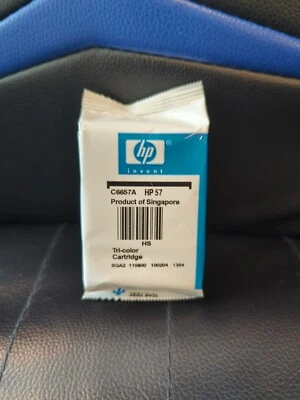 hp
invent
C6657A HP 57
Product of Singapore
HS
Tri-color
Cartridge
SGA2 110800 100204 1394